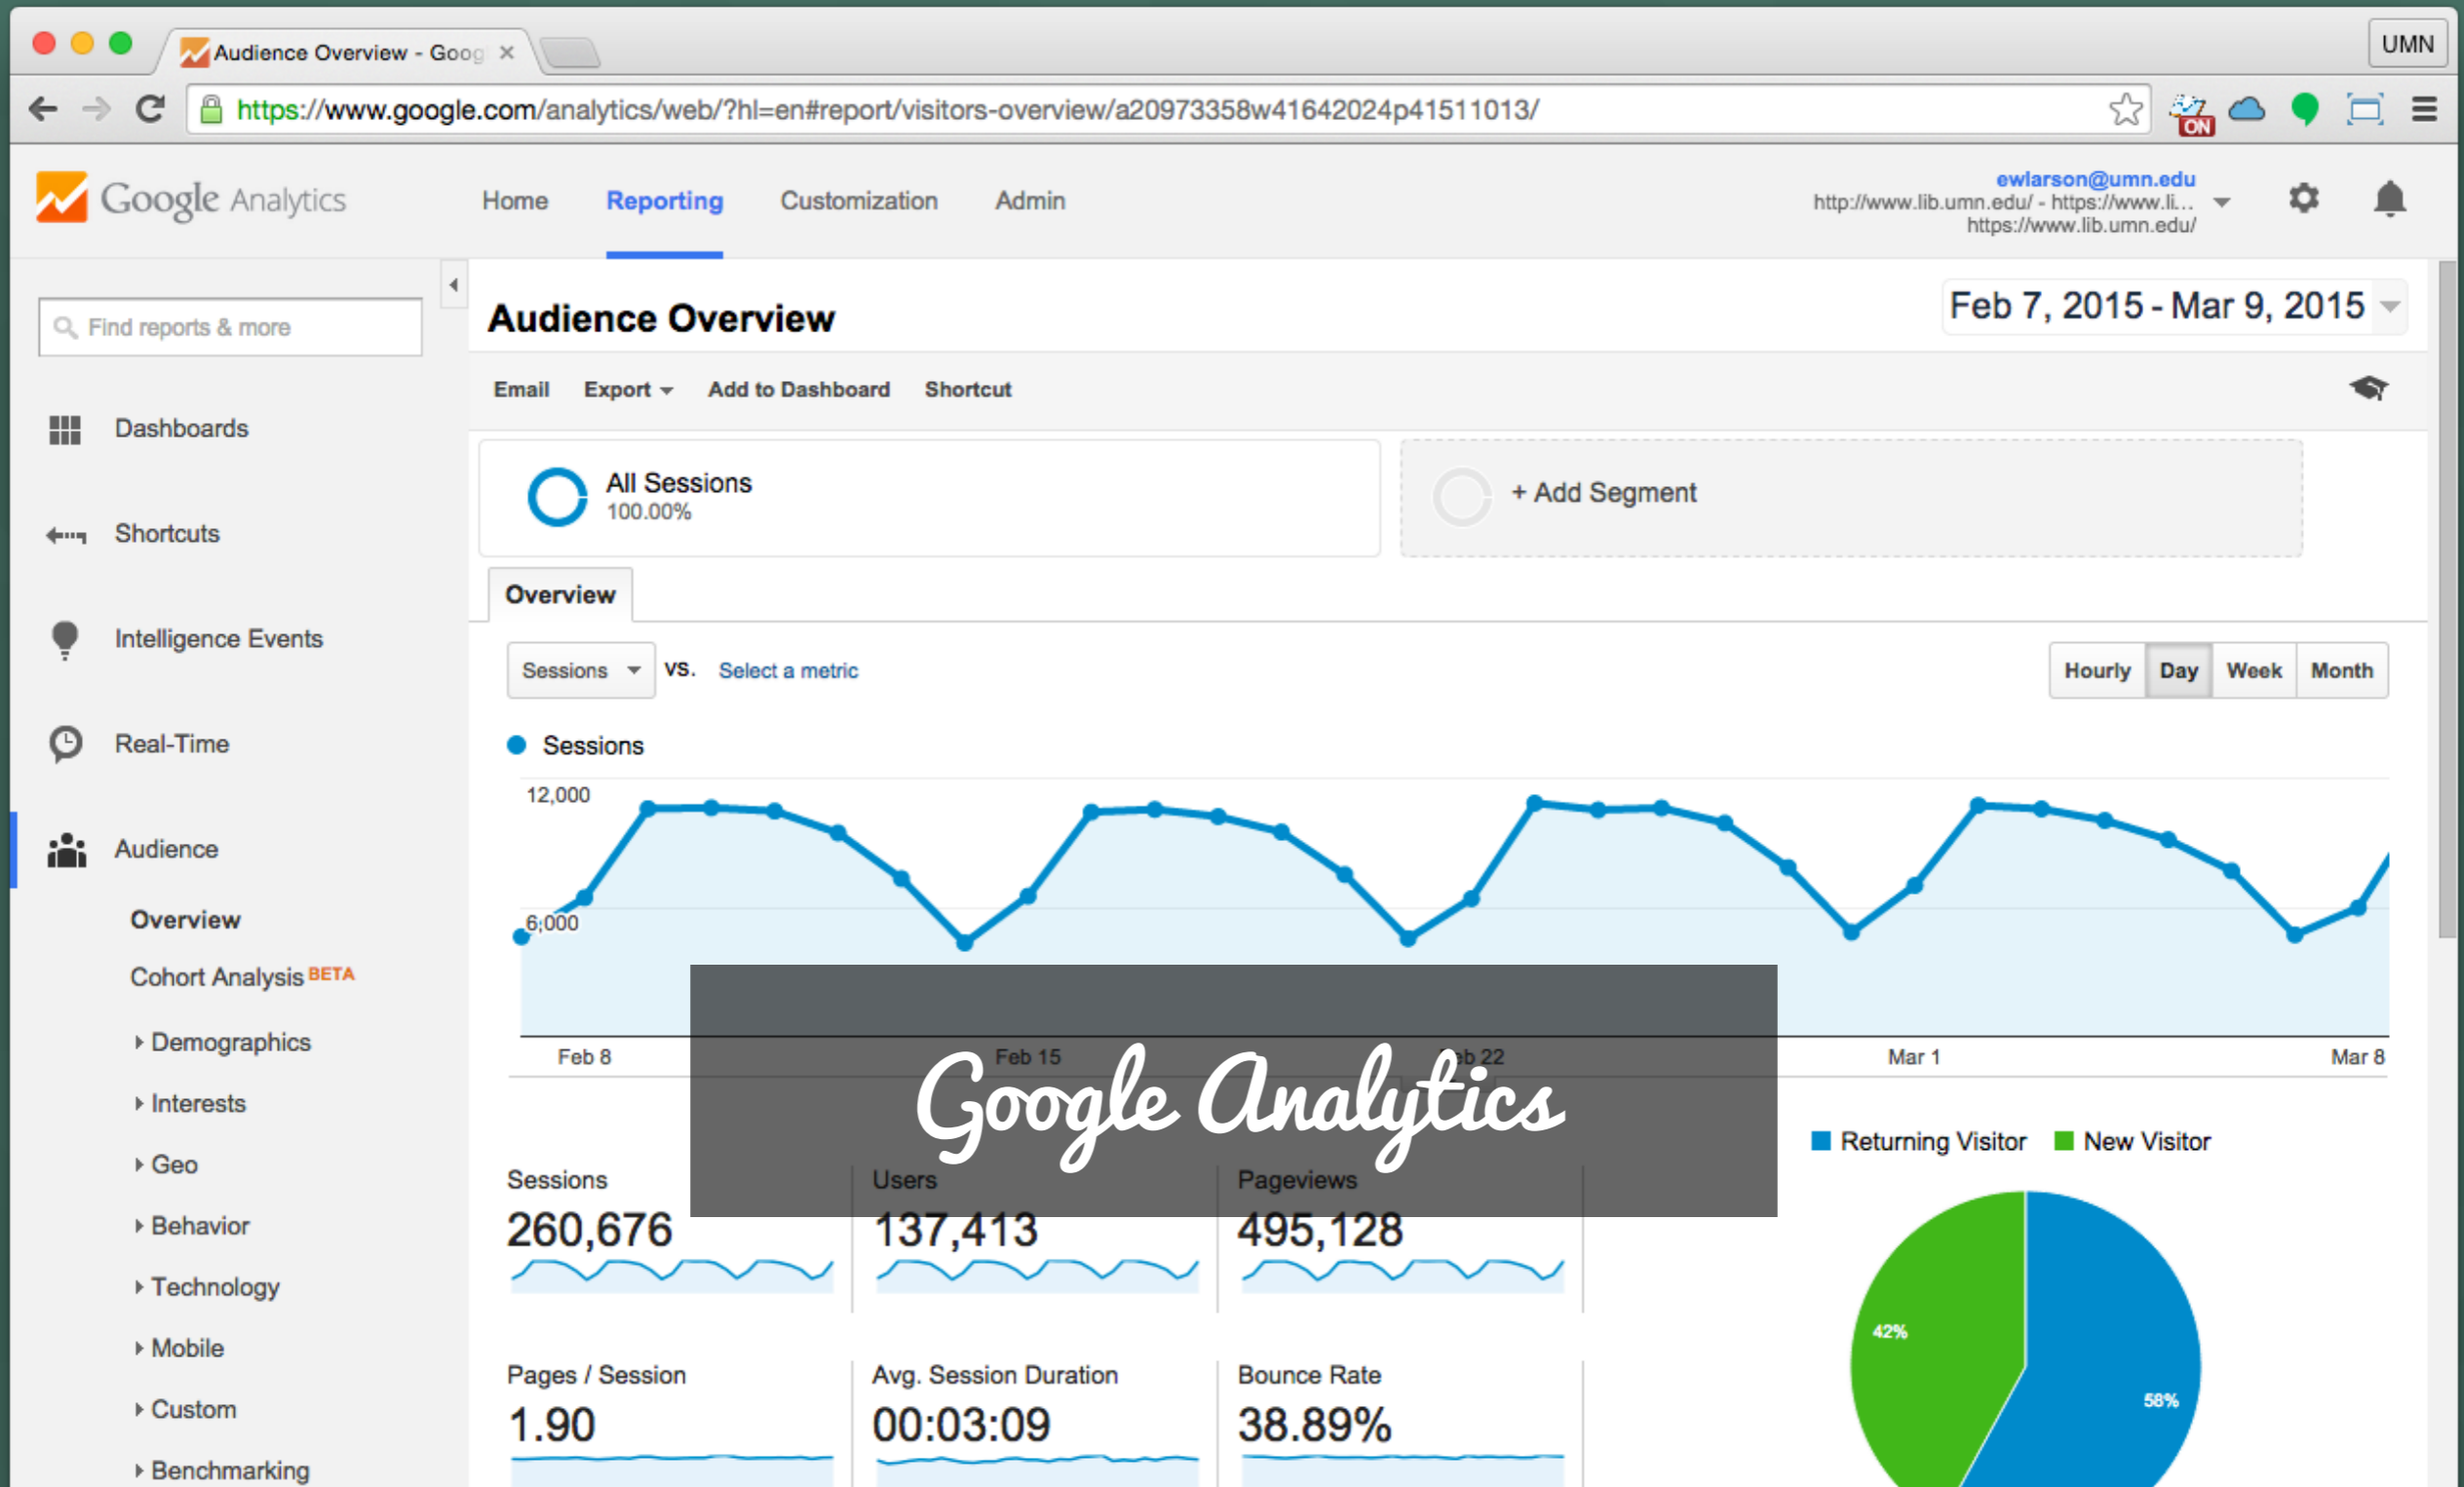 Audience Overview - Goog
UMN
https://www.google.com/analytics/web/?hl=en#report/visitors-overview/a20973358w41642024p41511013/
ON
Google Analytics
Home
Reporting
Customization
Admin
ewlarson@umn.edu
http://www.lib.umn.edu/ - https://www.li...
https://www.lib.umn.edu/
Find reports & more
Dashboards
Shortcuts
Intelligence Events
Real-Time
Audience
Overview
Cohort Analysis BETA
Demographics
Interests
Geo
Behavior
Technology
Mobile
Custom
Benchmarking
Audience Overview
Feb 7, 2015 - Mar 9, 2015
Email
Export
Add to Dashboard
Shortcut
All Sessions
100.00%
+ Add Segment
Overview
Sessions
VS.
Select a metric
Hourly
Day
Week
Month
Sessions
12,000
6,000
Feb 8
Feb 15
Feb 22
Mar 1
Mar 8
Google Analytics
Returning Visitor
New Visitor
Sessions
260,676
Users
137,413
Pageviews
495,128
42%
58%
Pages / Session
1.90
Avg. Session Duration
00:03:09
Bounce Rate
38.89%